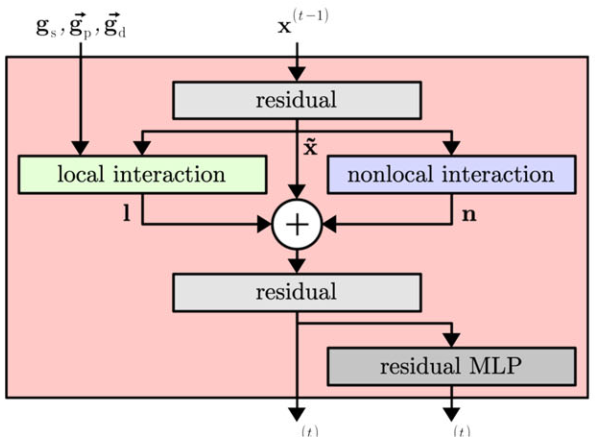 g_s, g⃗_p, g⃗_d
x^(t−1)
residual
x̃
local interaction
nonlocal interaction
l
+
n
residual
residual MLP
(t)
(t)